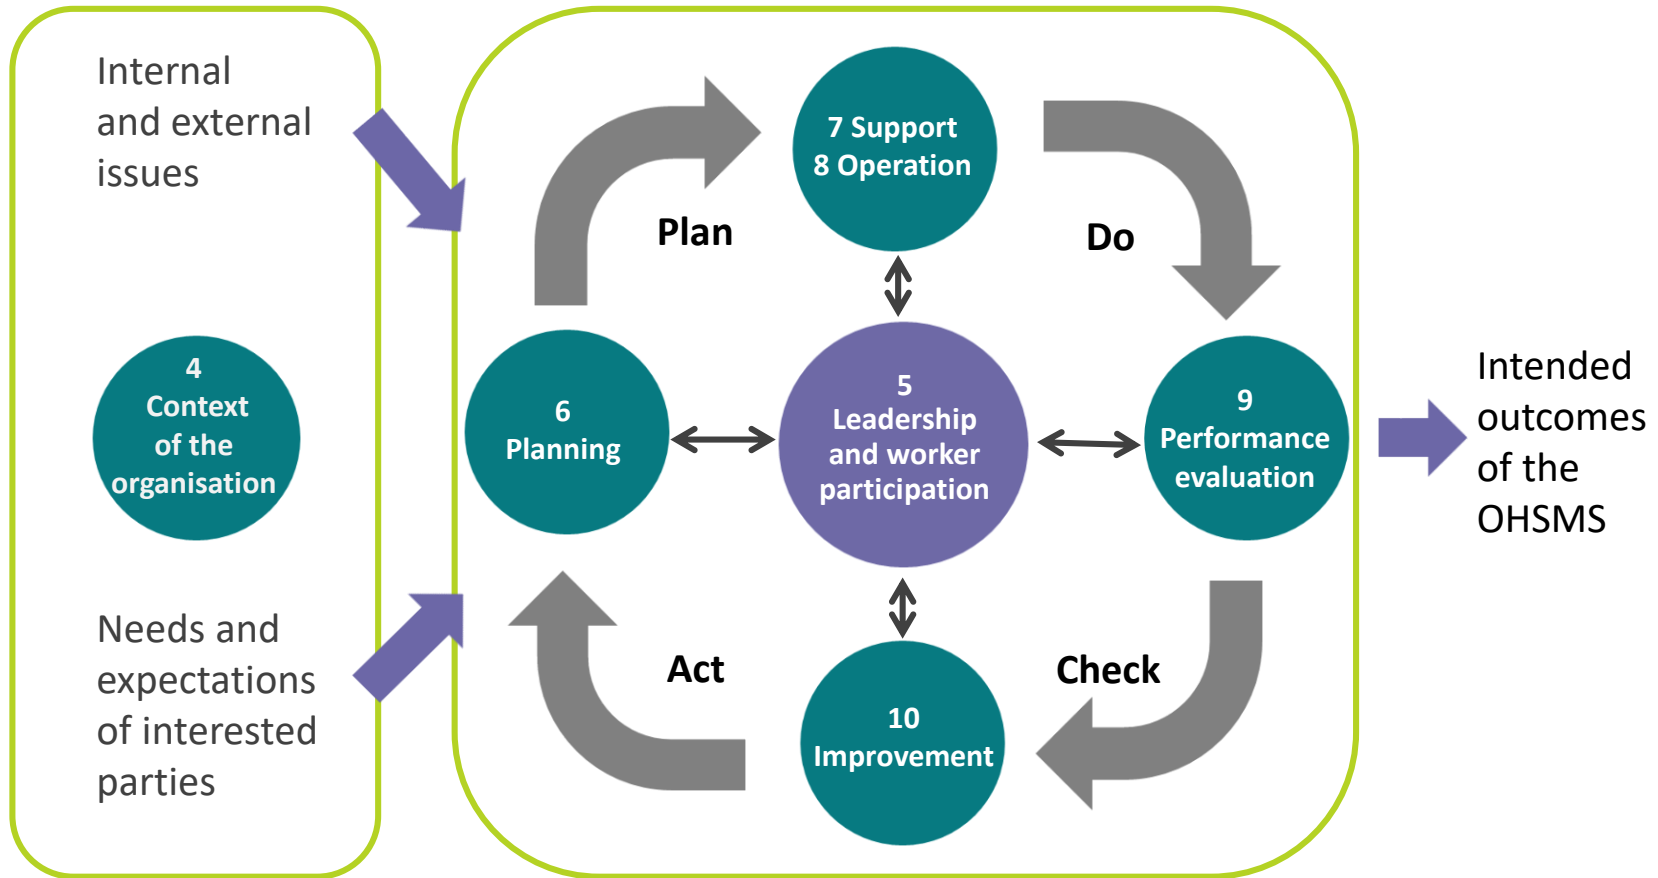 Internal
and external
issues
4
Context
of the
organisation
Needs and
expectations
of interested
parties
7 Support
8 Operation
Plan
Do
6
Planning
5
Leadership
and worker
participation
9
Performance
evaluation
Act
Check
10
Improvement
Intended
outcomes
of the
OHSMS